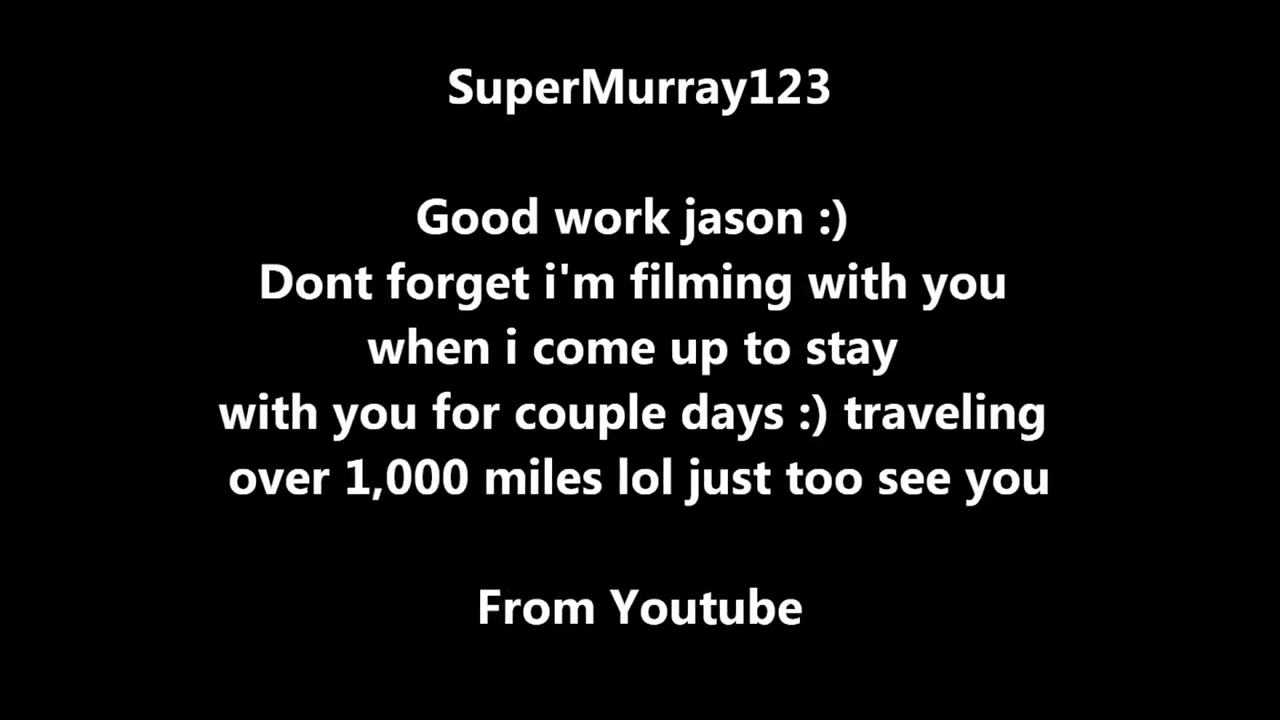 SuperMurray123
Good work jason :)
Dont forget i'm filming with you
when i come up to stay
with you for couple days :) traveling
over 1,000 miles lol just too see you
From Youtube